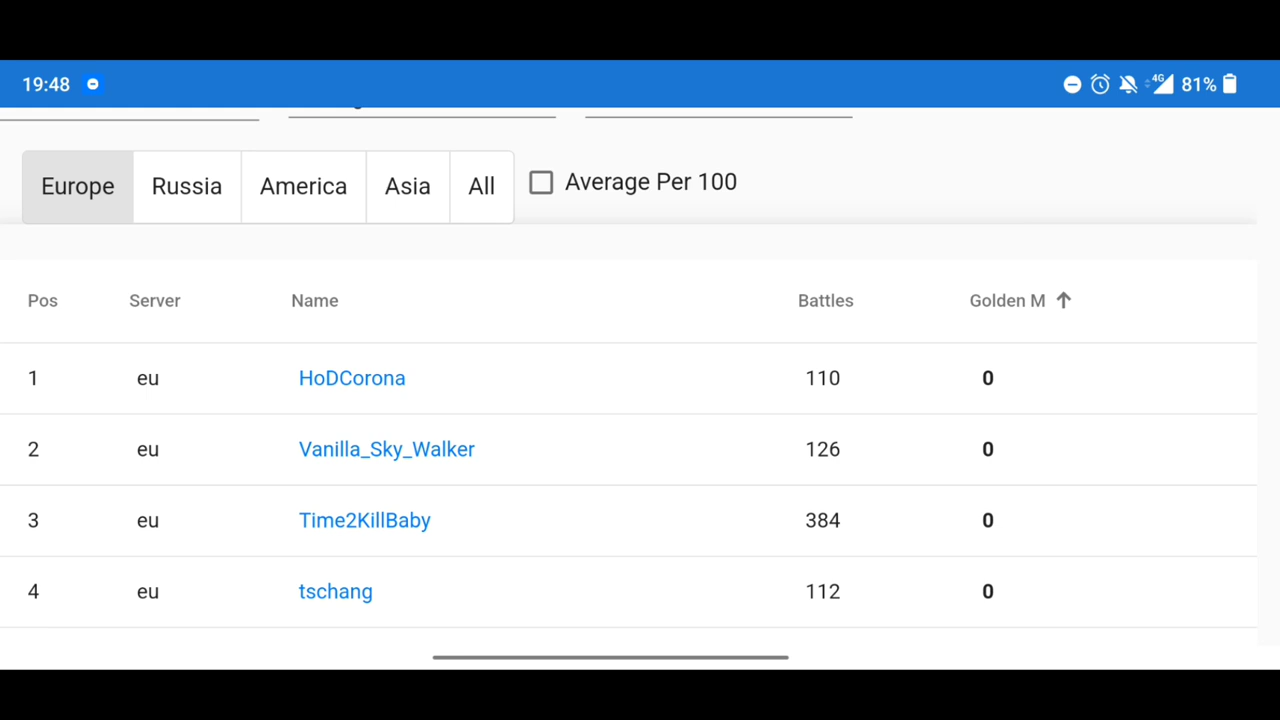 19:48 4G 81%
Europe Russia America Asia All Average Per 100
Pos Server Name Battles Golden M
1 eu HoDCorona 110 0
2 eu Vanilla_Sky_Walker 126 0
3 eu Time2KillBaby 384 0
4 eu tschang 112 0